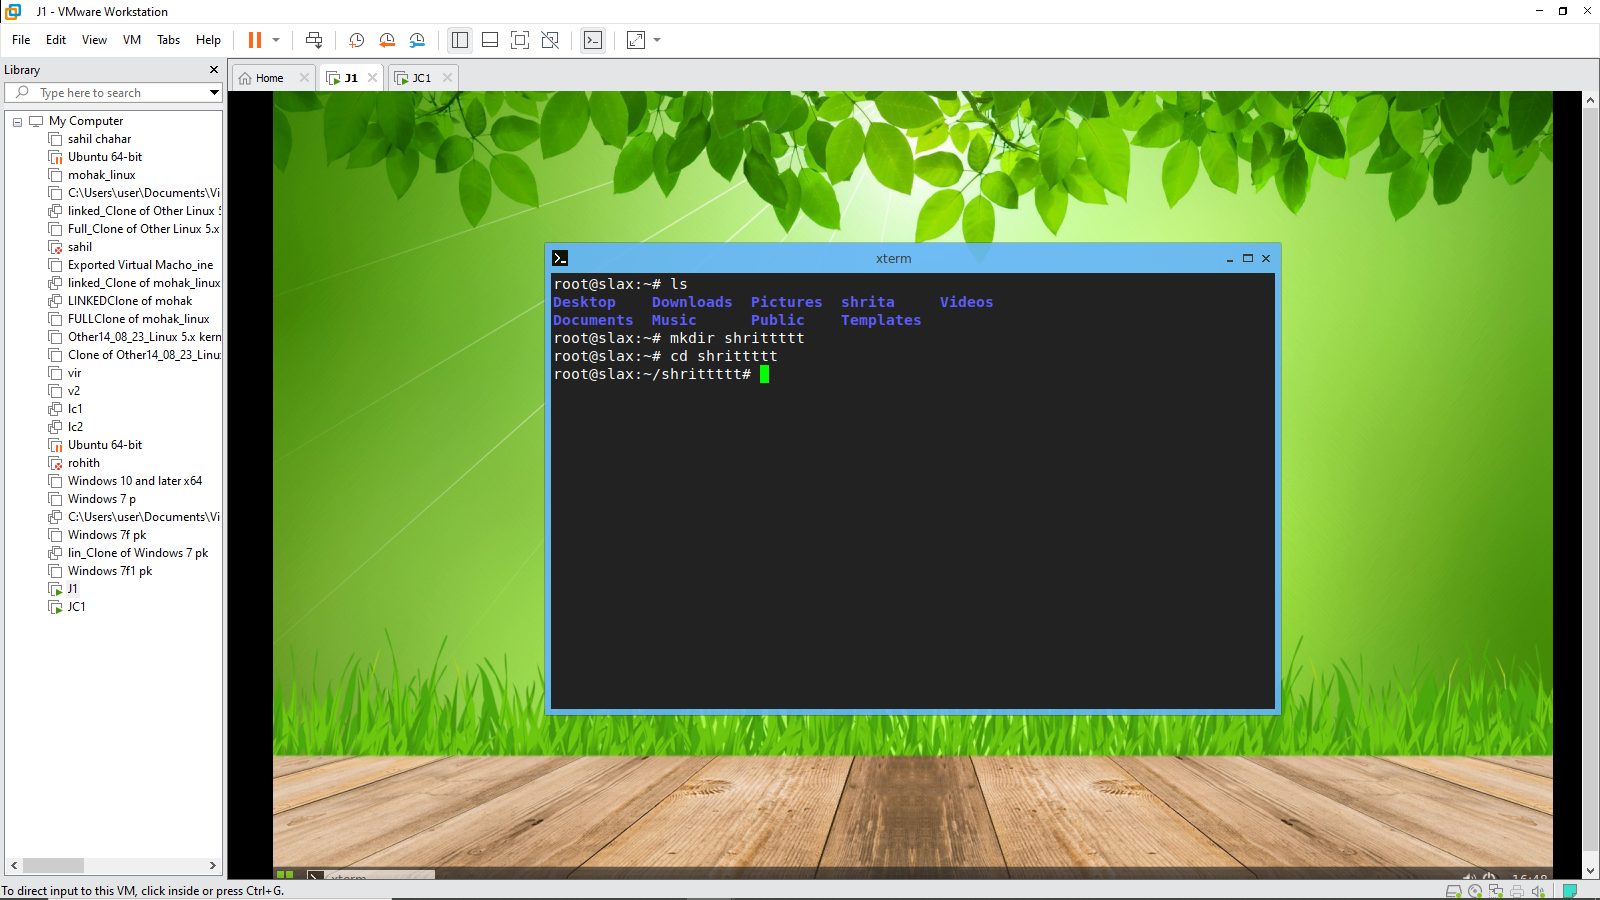 J1 - VMware Workstation
File Edit View VM Tabs Help
Library
Type here to search
My Computer
sahil chahar
Ubuntu 64-bit
mohak_linux
C:\Users\user\Documents\Vi
linked_Clone of Other Linux 5
Full_Clone of Other Linux 5.x
sahil
Exported Virtual Macho_ine
linked_Clone of mohak_linux
LINKEDClone of mohak
FULLClone of mohak_linux
Other14_08_23_Linux 5.x kern
Clone of Other14_08_23_Linu
vir
v2
lc1
lc2
Ubuntu 64-bit
rohith
Windows 10 and later x64
Windows 7 p
C:\Users\user\Documents\Vi
Windows 7f pk
lin_Clone of Windows 7 pk
Windows 7f1 pk
J1
JC1
Home J1 JC1
xterm
root@slax:~# ls
Desktop Downloads Pictures shrita Videos
Documents Music Public Templates
root@slax:~# mkdir shrittttt
root@slax:~# cd shrittttt
root@slax:~/shrittttt#
xterm
16:48
To direct input to this VM, click inside or press Ctrl+G.